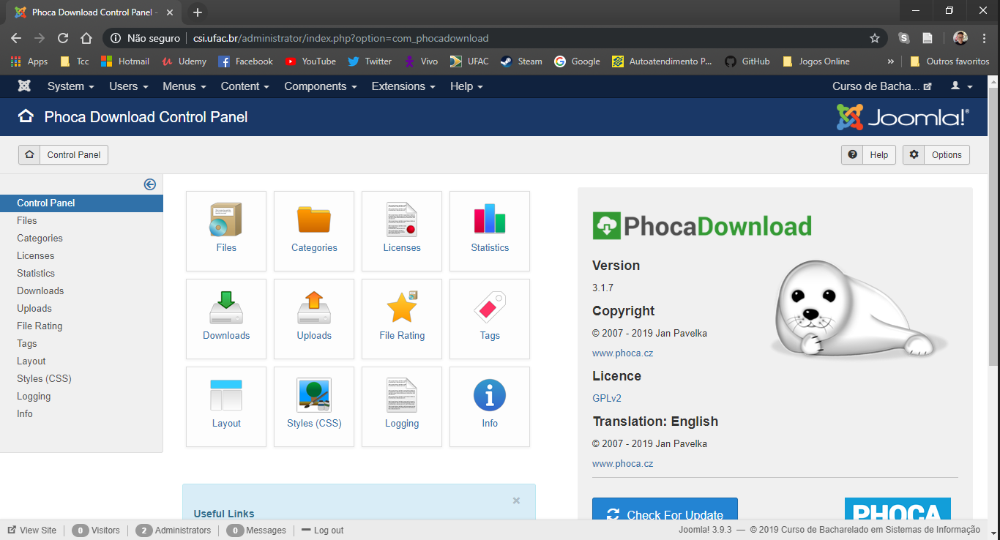 Phoca Download Control Panel -
Não seguro csi.ufac.br/administrator/index.php?option=com_phocadownload
Apps Tcc Hotmail Udemy Facebook YouTube Twitter Vivo UFAC Steam Google Autoatendimento P... GitHub Jogos Online » Outros favoritos
System Users Menus Content Components Extensions Help Curso de Bacha...
Phoca Download Control Panel Joomla!®
Control Panel Help Options
Control Panel
Files
Categories
Licenses
Statistics
Downloads
Uploads
File Rating
Tags
Layout
Styles (CSS)
Logging
Info
Files Categories Licenses Statistics
Downloads Uploads File Rating Tags
Layout Styles (CSS) Logging Info
Useful Links
PhocaDownload
Version
3.1.7
Copyright
© 2007 - 2019 Jan Pavelka
www.phoca.cz
Licence
GPLv2
Translation: English
© 2007 - 2019 Jan Pavelka
www.phoca.cz
Check For Update PHOCA
View Site 0 Visitors 2 Administrators 0 Messages Log out Joomla! 3.9.3 — © 2019 Curso de Bacharelado em Sistemas de Informação